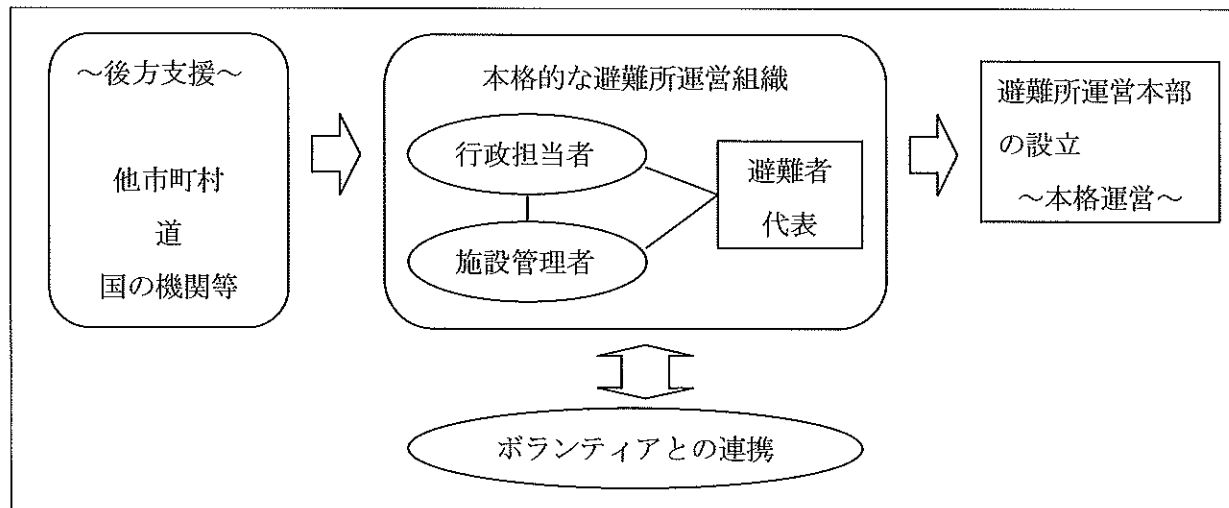 ～後方支援～
他市町村
道
国の機関等
本格的な避難所運営組織
行政担当者
施設管理者
避難者
代表
避難所運営本部
の設立
～本格運営～
ボランティアとの連携